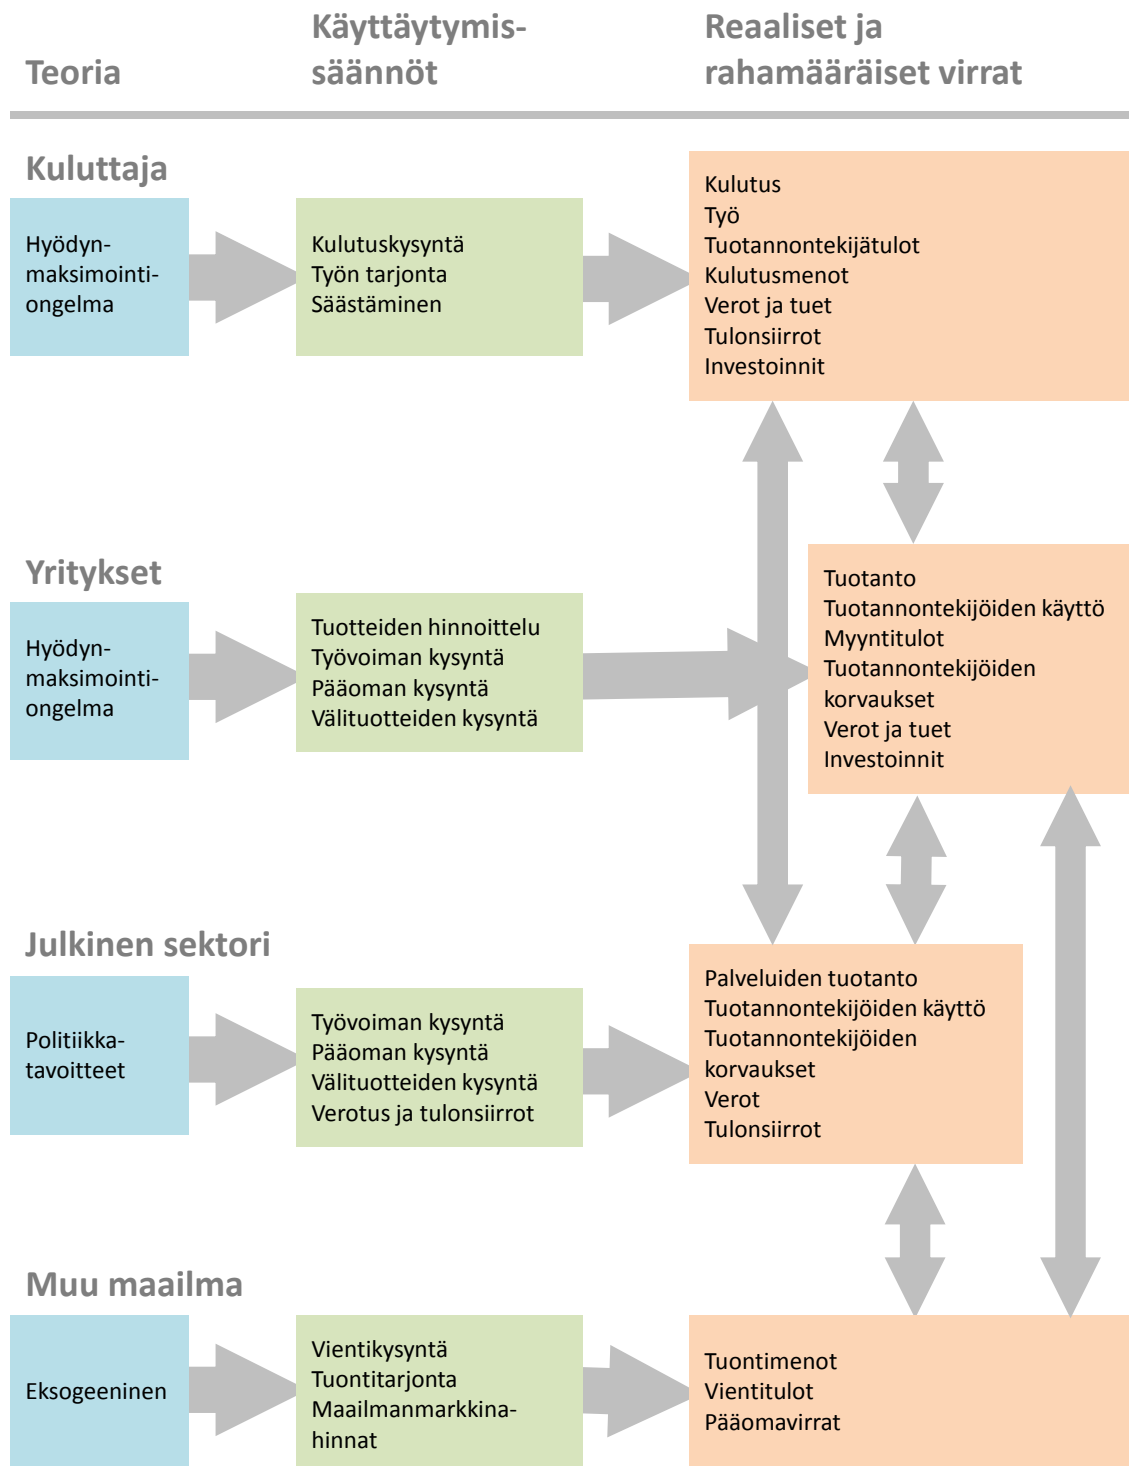 Teoria
Käyttäytymis-
säännöt
Reaaliset ja
rahamääräiset virrat
Kuluttaja
Hyödyn-
maksimointi-
ongelma
Kulutuskysyntä
Työn tarjonta
Säästäminen
Kulutus
Työ
Tuotannontekijätulot
Kulutusmenot
Verot ja tuet
Tulonsiirrot
Investoinnit
Yritykset
Hyödyn-
maksimointi-
ongelma
Tuotteiden hinnoittelu
Työvoiman kysyntä
Pääoman kysyntä
Välituotteiden kysyntä
Tuotanto
Tuotannontekijöiden käyttö
Myyntitulot
Tuotannontekijöiden
korvaukset
Verot ja tuet
Investoinnit
Julkinen sektori
Politiikka-
tavoitteet
Työvoiman kysyntä
Pääoman kysyntä
Välituotteiden kysyntä
Verotus ja tulonsiirrot
Palveluiden tuotanto
Tuotannontekijöiden käyttö
Tuotannontekijöiden
korvaukset
Verot
Tulonsiirrot
Muu maailma
Eksogeeninen
Vientikysyntä
Tuontitarjonta
Maailmanmarkkina-
hinnat
Tuontimenot
Vientitulot
Pääomavirrat